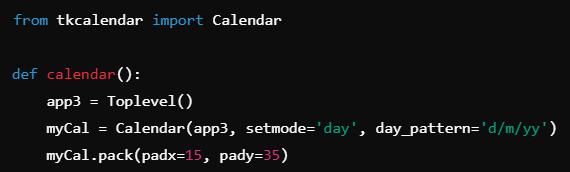 from tkcalendar import Calendar
def calendar():
    app3 = Toplevel()
    myCal = Calendar(app3, setmode='day', day_pattern='d/m/yy')
    myCal.pack(padx=15, pady=35)